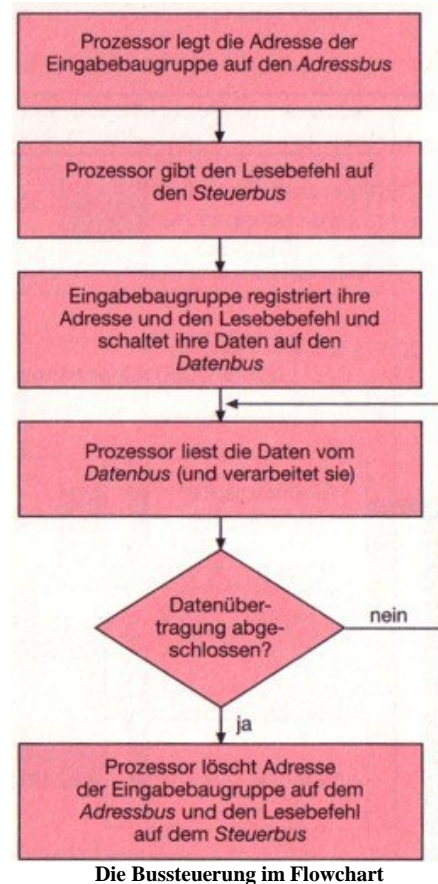 Prozessor legt die Adresse der
Eingabebaugruppe auf den Adressbus
Prozessor gibt den Lesebefehl auf
den Steuerbus
Eingabebaugruppe registriert ihre
Adresse und den Lesebebefehl und
schaltet ihre Daten auf den
Datenbus
Prozessor liest die Daten vom
Datenbus (und verarbeitet sie)
Datenüber-
tragung abge-
schlossen?
nein
ja
Prozessor löscht Adresse
der Eingabebaugruppe auf dem
Adressbus und den Lesebefehl
auf dem Steuerbus
Die Bussteuerung im Flowchart